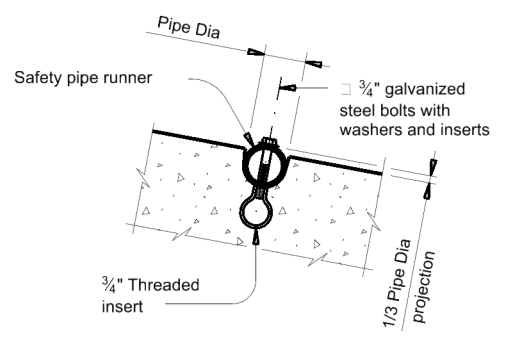 Pipe Dia
Safety pipe runner
□ ¾" galvanized
steel bolts with
washers and inserts
¾" Threaded
insert
1/3 Pipe Dia
projection